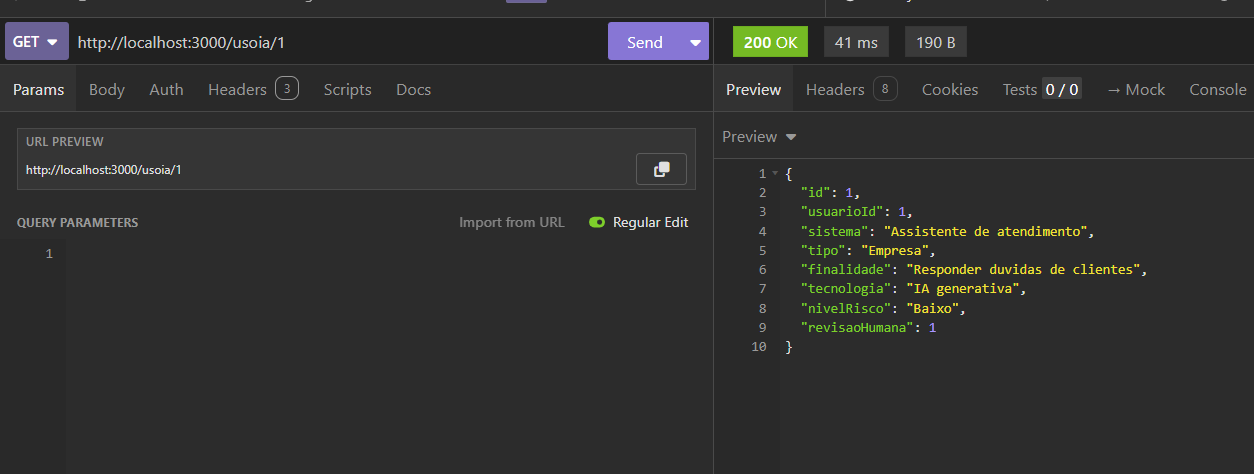 GET http://localhost:3000/usoia/1 Send
200 OK 41 ms 190 B
Params Body Auth Headers 3 Scripts Docs
Preview Headers 8 Cookies Tests 0 / 0 → Mock Console
URL PREVIEW
http://localhost:3000/usoia/1
QUERY PARAMETERS Import from URL Regular Edit
1
Preview
1 {
2 "id": 1,
3 "usuarioId": 1,
4 "sistema": "Assistente de atendimento",
5 "tipo": "Empresa",
6 "finalidade": "Responder duvidas de clientes",
7 "tecnologia": "IA generativa",
8 "nivelRisco": "Baixo",
9 "revisaoHumana": 1
10 }